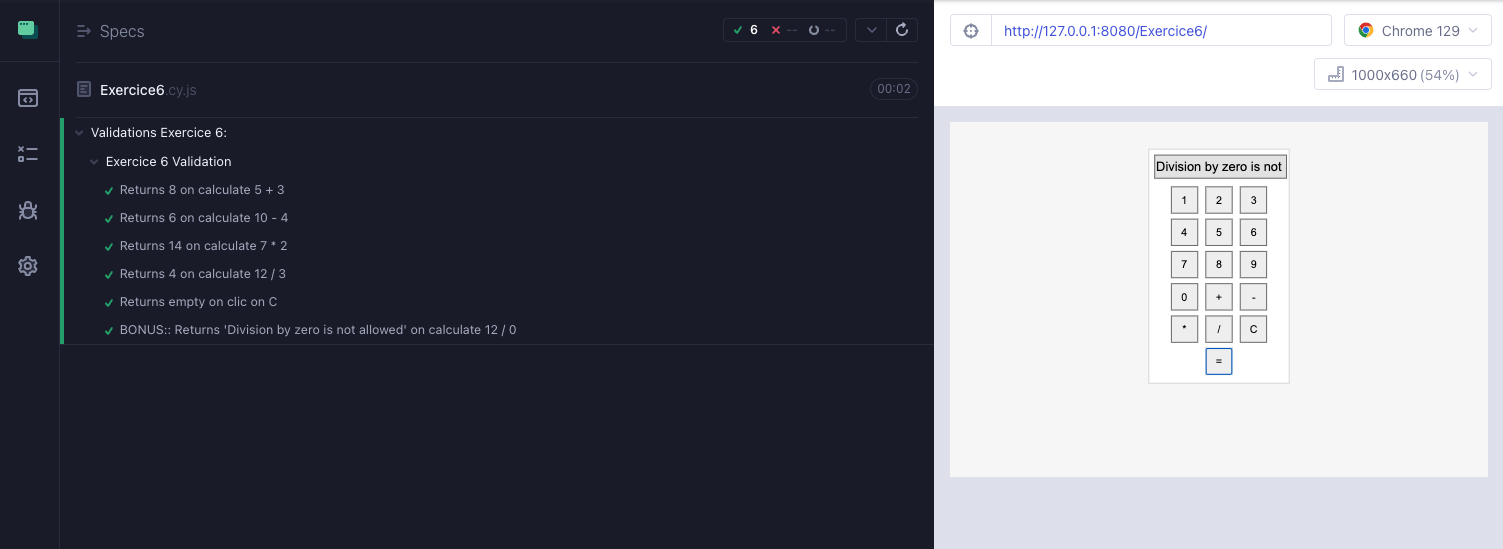 Specs
6 -- --
Exercice6.cy.js
00:02
Validations Exercice 6:
Exercice 6 Validation
Returns 8 on calculate 5 + 3
Returns 6 on calculate 10 - 4
Returns 14 on calculate 7 * 2
Returns 4 on calculate 12 / 3
Returns empty on clic on C
BONUS:: Returns 'Division by zero is not allowed' on calculate 12 / 0
http://127.0.0.1:8080/Exercice6/
Chrome 129
1000x660 (54%)
Division by zero is not
1 2 3
4 5 6
7 8 9
0 + -
* / C
=